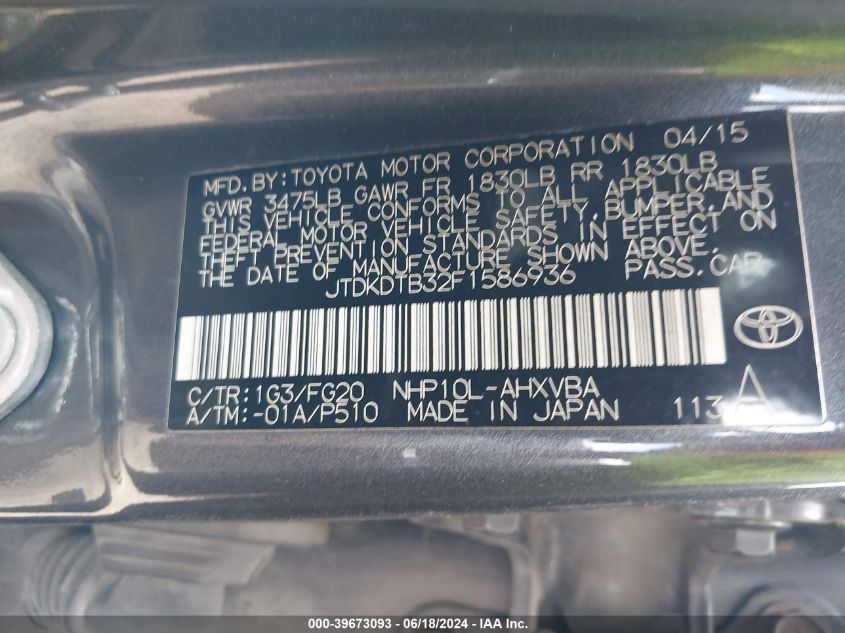 MFD. BY: TOYOTA MOTOR CORPORATION 04/15
GVWR 3475LB GAWR FR 1830LB RR 1830LB
THIS VEHICLE CONFORMS TO ALL APPLICABLE
FEDERAL MOTOR VEHICLE SAFETY, BUMPER, AND
THEFT PREVENTION STANDARDS IN EFFECT ON
THE DATE OF MANUFACTURE SHOWN ABOVE.
JTDKDTB32F1586936 PASS. CAR
C/TR: 1G3/FG20 NHP10L-AHXVBA A
A/TM: -01A/P510 MADE IN JAPAN 113
000-39673093 - 06/18/2024 - IAA Inc.